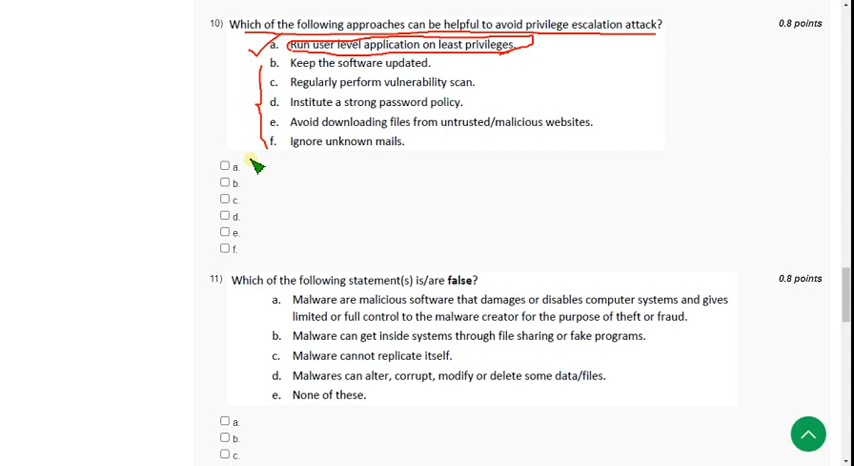 10) Which of the following approaches can be helpful to avoid privilege escalation attack? 0.8 points
a. Run user level application on least privileges.
b. Keep the software updated.
c. Regularly perform vulnerability scan.
d. Institute a strong password policy.
e. Avoid downloading files from untrusted/malicious websites.
f. Ignore unknown mails.
a.
b.
c.
d.
e.
f.
11) Which of the following statement(s) is/are false? 0.8 points
a. Malware are malicious software that damages or disables computer systems and gives
limited or full control to the malware creator for the purpose of theft or fraud.
b. Malware can get inside systems through file sharing or fake programs.
c. Malware cannot replicate itself.
d. Malwares can alter, corrupt, modify or delete some data/files.
e. None of these.
a.
b.
c.